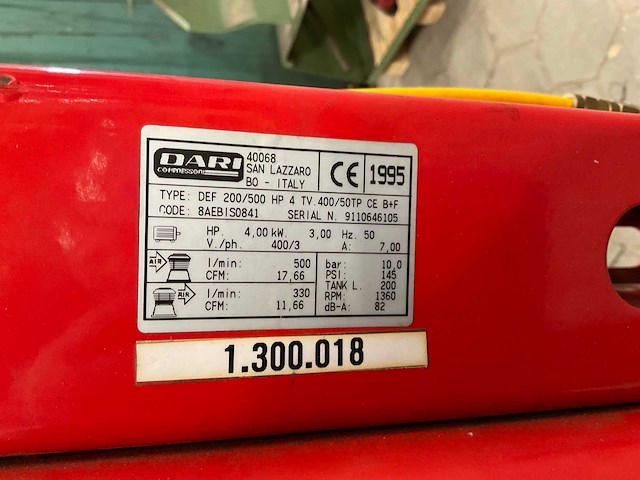 DARI
COMPRESSORI
40068
SAN LAZZARO
BO - ITALY
CE
1995
TYPE: DEF 200/500 HP 4 TV.400/50TP CE B+F
CODE: 8AEBIS0841 SERIAL N. 9110646105
HP. 4,00 kW. 3,00 Hz. 50
V./ph. 400/3 A: 7,00
AIR
l/min: 500
CFM: 17,66
AIR
l/min: 330
CFM: 11,66
bar: 10,0
PSI: 145
TANK L. 200
RPM: 1360
dB-A: 82
1.300.018